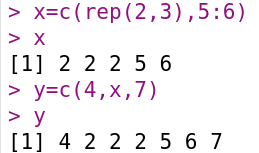 > x=c(rep(2,3),5:6)
> x
[1] 2 2 2 5 6
> y=c(4,x,7)
> y
[1] 4 2 2 2 5 6 7